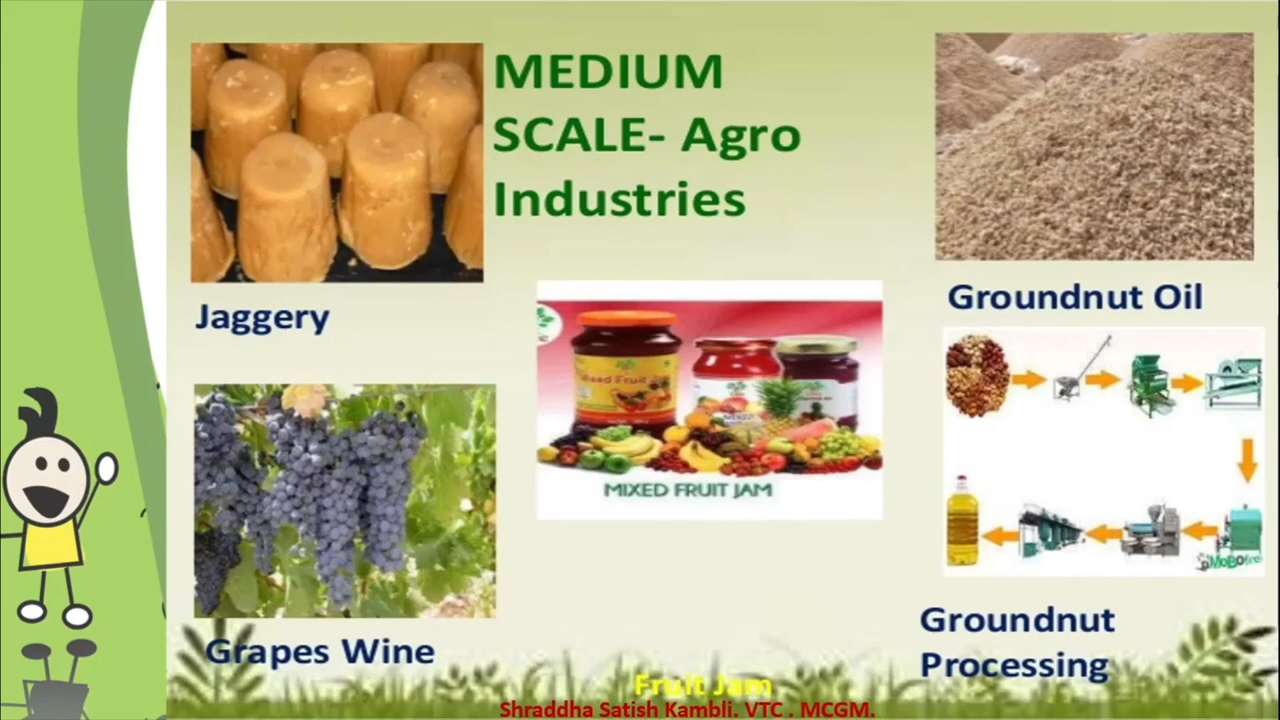 MEDIUM
SCALE- Agro
Industries
Jaggery
Groundnut Oil
Mixed Fruit Jam
MIXED
MIXED FRUIT JAM
Grapes Wine
Groundnut
Processing
Fruit Jam
Shraddha Satish Kambli. VTC . MCGM.